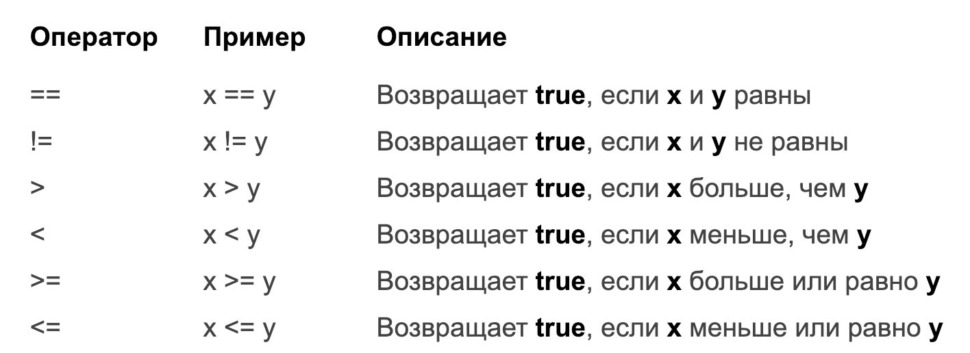 Оператор Пример Описание
== x == y Возвращает true, если x и y равны
!= x != y Возвращает true, если x и y не равны
> x > y Возвращает true, если x больше, чем y
< x < y Возвращает true, если x меньше, чем y
>= x >= y Возвращает true, если x больше или равно y
<= x <= y Возвращает true, если x меньше или равно y